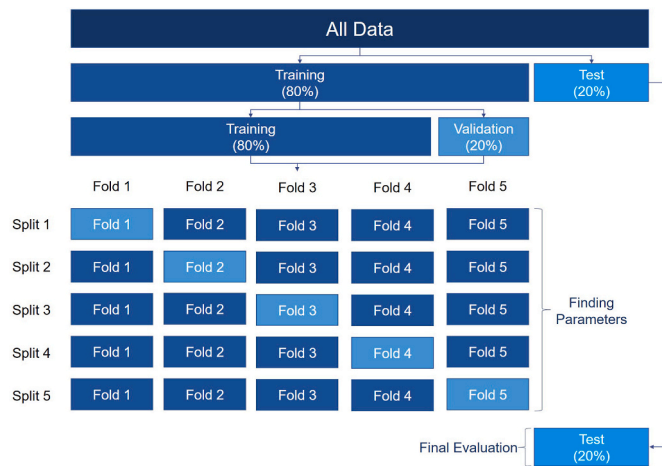 All Data
Training
(80%)
Test
(20%)
Training
(80%)
Validation
(20%)
Fold 1 Fold 2 Fold 3 Fold 4 Fold 5
Split 1 Fold 1 Fold 2 Fold 3 Fold 4 Fold 5
Split 2 Fold 1 Fold 2 Fold 3 Fold 4 Fold 5
Split 3 Fold 1 Fold 2 Fold 3 Fold 4 Fold 5
Split 4 Fold 1 Fold 2 Fold 3 Fold 4 Fold 5
Split 5 Fold 1 Fold 2 Fold 3 Fold 4 Fold 5
Finding
Parameters
Final Evaluation
Test
(20%)